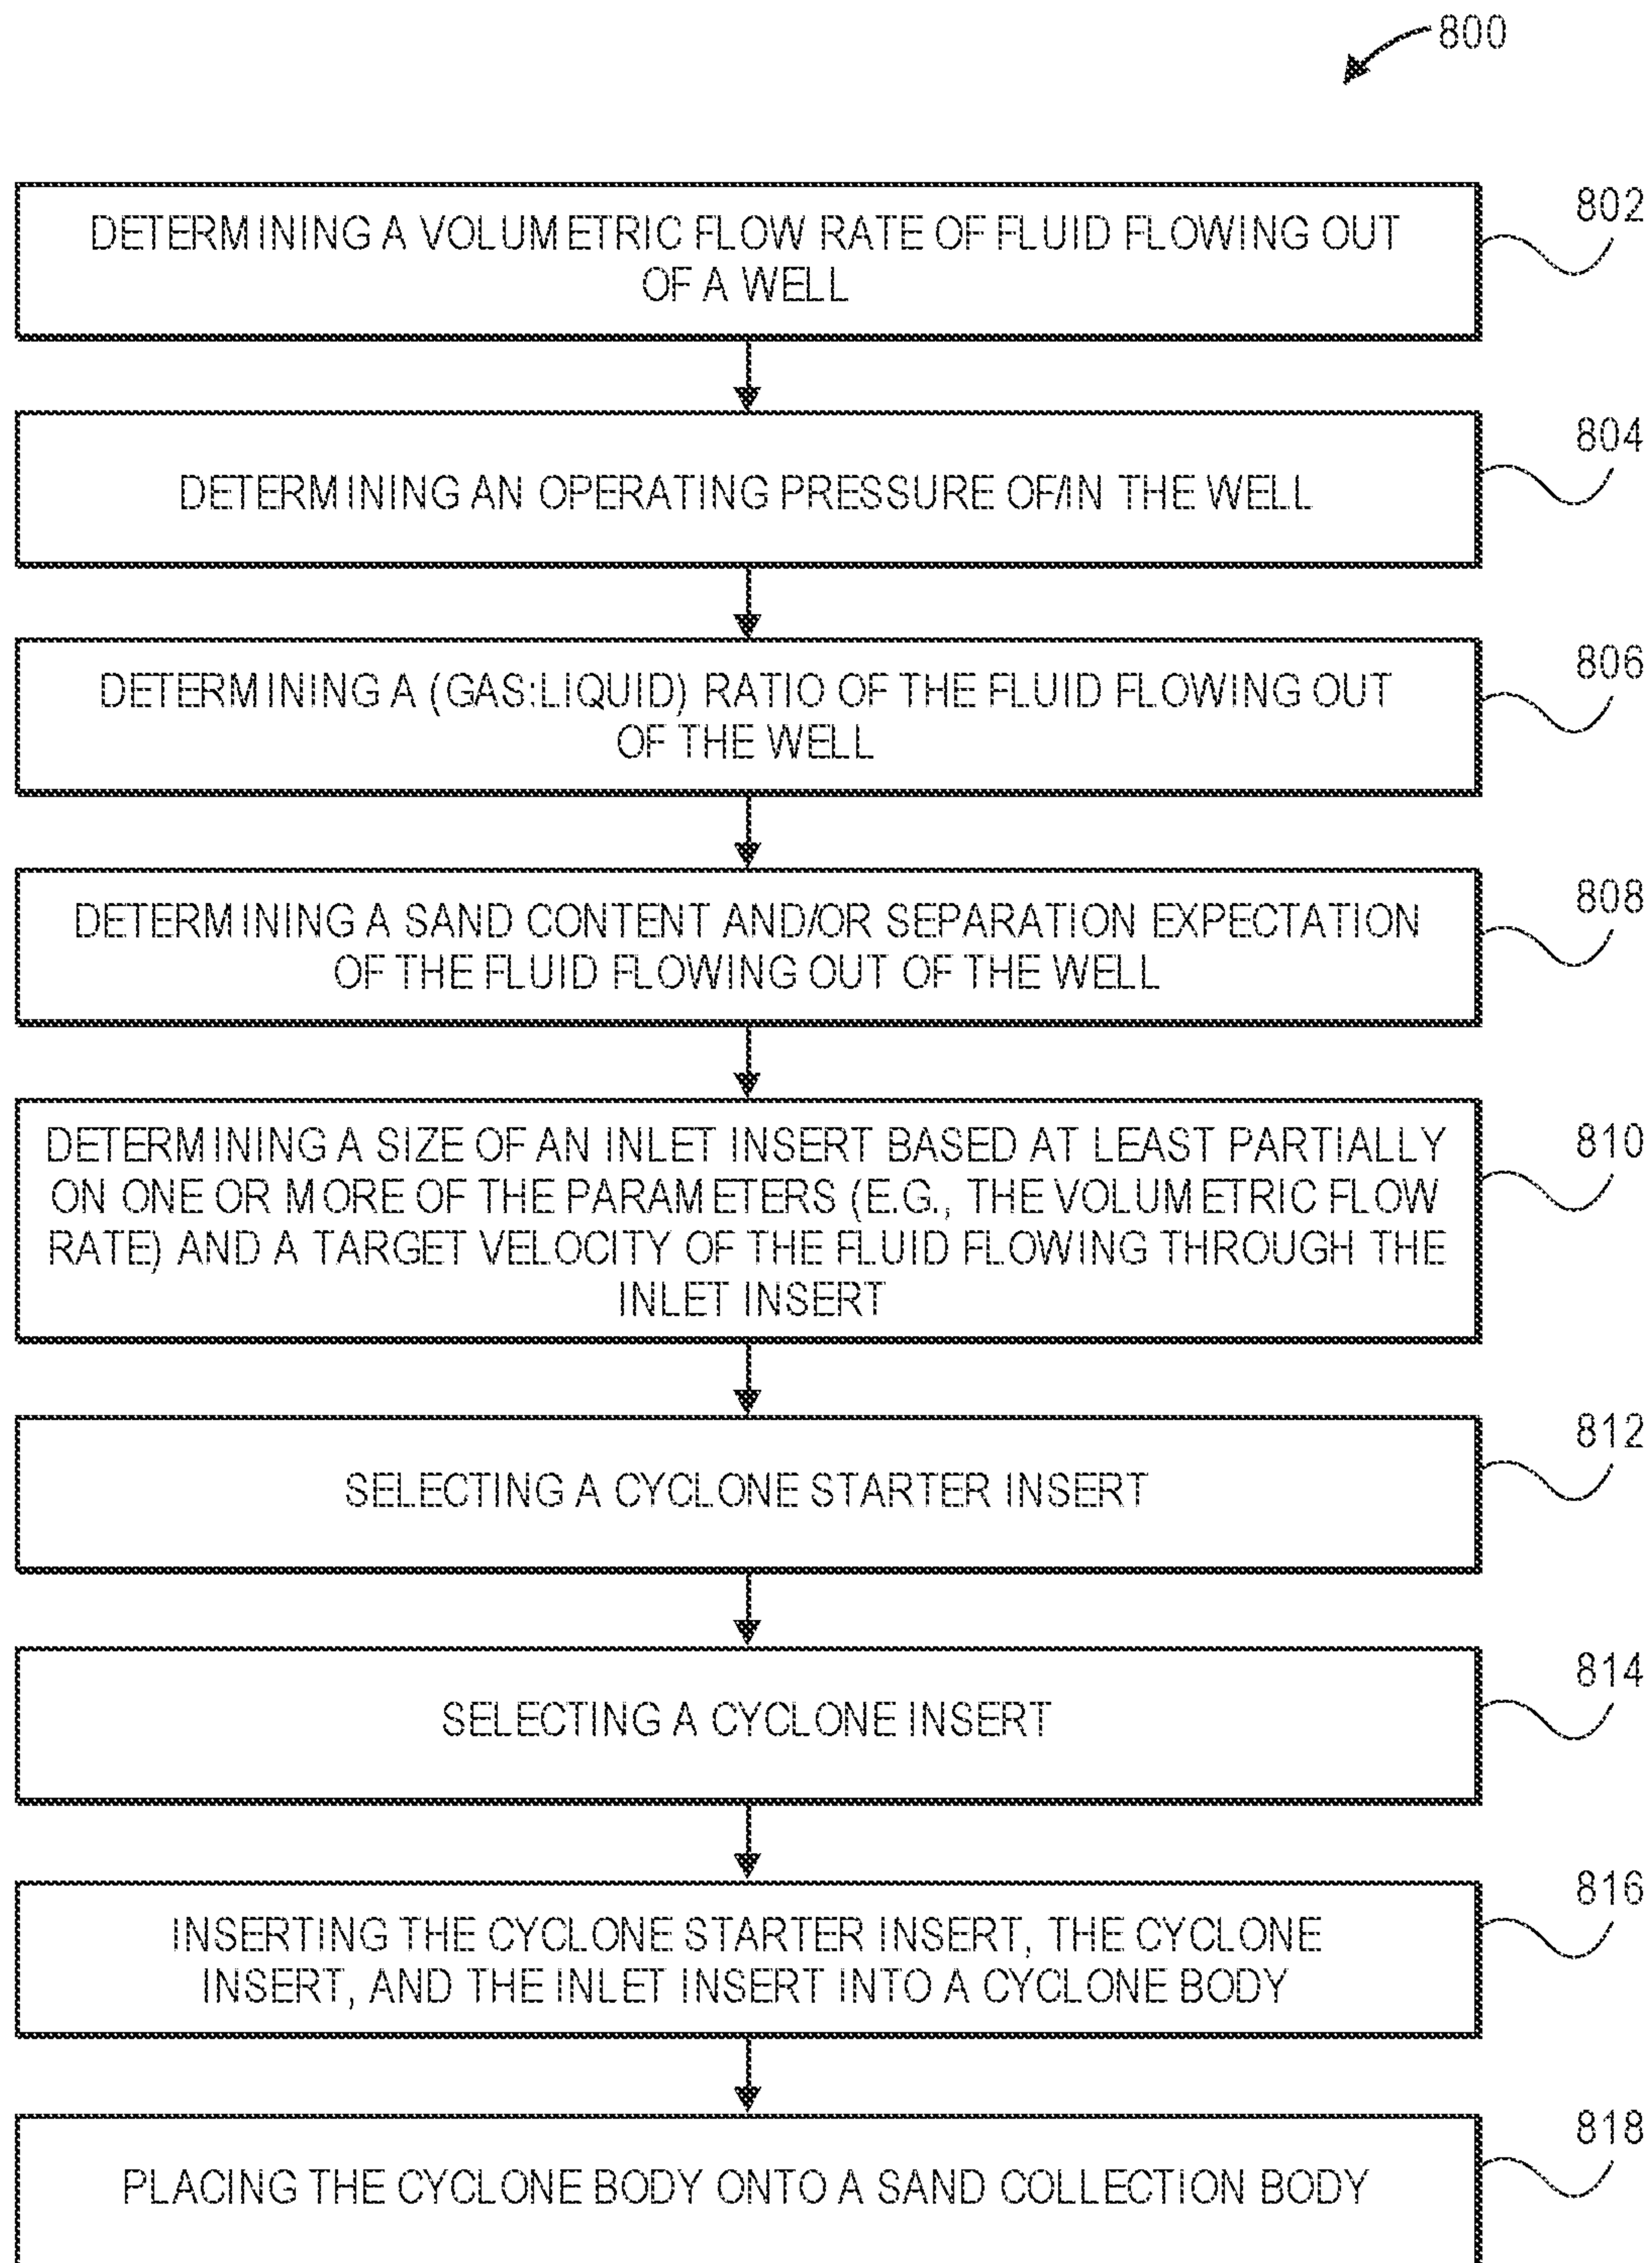 800
802
DETERMINING A VOLUMETRIC FLOW RATE OF FLUID FLOWING OUT
OF A WELL
804
DETERMINING AN OPERATING PRESSURE OF/IN THE WELL
806
DETERMINING A (GAS:LIQUID) RATIO OF THE FLUID FLOWING OUT
OF THE WELL
808
DETERMINING A SAND CONTENT AND/OR SEPARATION EXPECTATION
OF THE FLUID FLOWING OUT OF THE WELL
810
DETERMINING A SIZE OF AN INLET INSERT BASED AT LEAST PARTIALLY
ON ONE OR MORE OF THE PARAMETERS (E.G., THE VOLUMETRIC FLOW
RATE) AND A TARGET VELOCITY OF THE FLUID FLOWING THROUGH THE
INLET INSERT
812
SELECTING A CYCLONE STARTER INSERT
814
SELECTING A CYCLONE INSERT
816
INSERTING THE CYCLONE STARTER INSERT, THE CYCLONE
INSERT, AND THE INLET INSERT INTO A CYCLONE BODY
818
PLACING THE CYCLONE BODY ONTO A SAND COLLECTION BODY